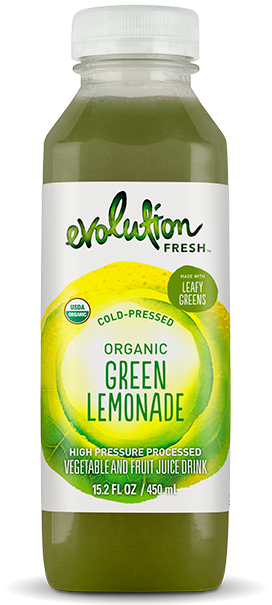 evolution
FRESH™
MADE WITH
LEAFY
GREENS
USDA
ORGANIC
COLD-PRESSED
ORGANIC
GREEN
LEMONADE
HIGH PRESSURE PROCESSED
VEGETABLE AND FRUIT JUICE DRINK
15.2 FL OZ / 450 mL